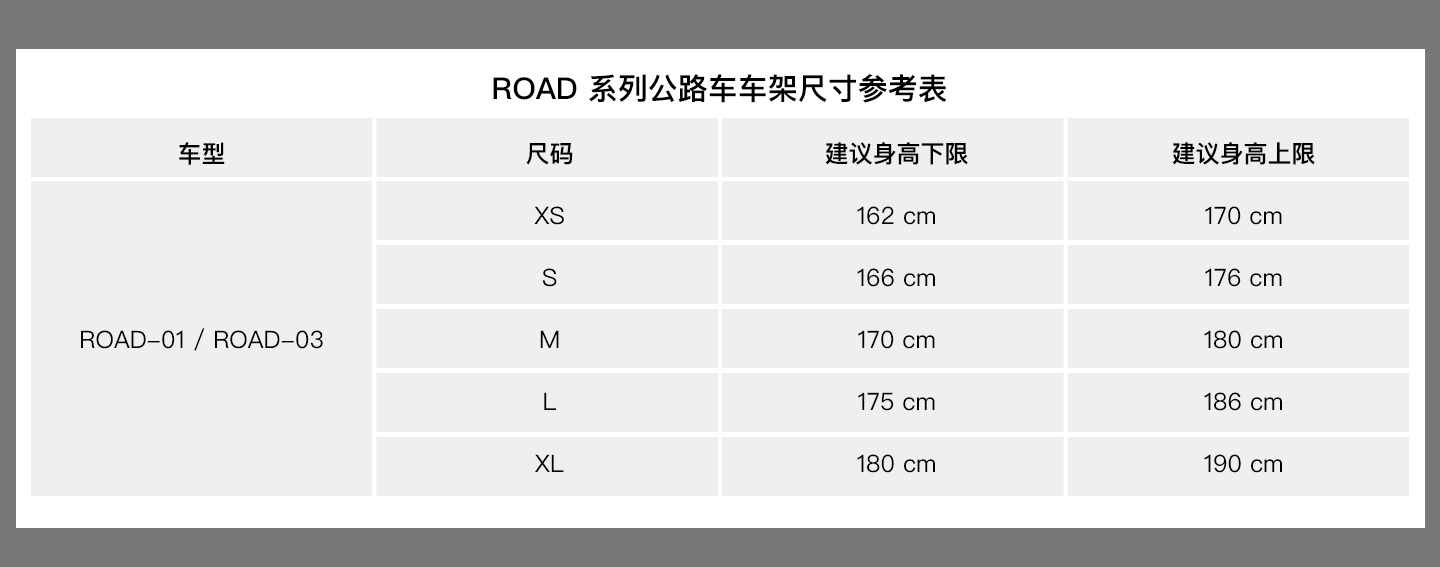 ROAD 系列公路车车架尺寸参考表
车型 尺码 建议身高下限 建议身高上限
XS 162 cm 170 cm
S 166 cm 176 cm
ROAD-01 / ROAD-03 M 170 cm 180 cm
L 175 cm 186 cm
XL 180 cm 190 cm